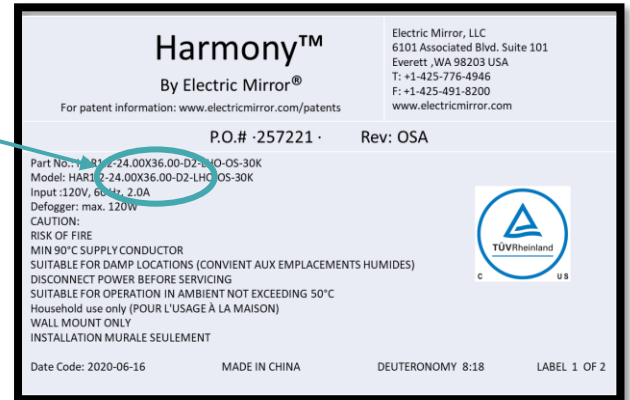 Harmony™
By Electric Mirror®
For patent information: www.electricmirror.com/patents
Electric Mirror, LLC
6101 Associated Blvd. Suite 101
Everett ,WA 98203 USA
T: +1-425-776-4946
F: +1-425-491-8200
www.electricmirror.com
P.O.# ·257221 · Rev: OSA
Part No.: HAR1.2-24.00X36.00-D2-LHO-OS-30K
Model: HAR1.2-24.00X36.00-D2-LHO-OS-30K
Input :120V, 60Hz, 2.0A
Defogger: max. 120W
CAUTION:
RISK OF FIRE
MIN 90°C SUPPLY CONDUCTOR
SUITABLE FOR DAMP LOCATIONS (CONVIENT AUX EMPLACEMENTS HUMIDES)
DISCONNECT POWER BEFORE SERVICING
SUITABLE FOR OPERATION IN AMBIENT NOT EXCEEDING 50°C
Household use only (POUR L'USAGE À LA MAISON)
WALL MOUNT ONLY
INSTALLATION MURALE SEULEMENT
TÜVRheinland
C US
Date Code: 2020-06-16 MADE IN CHINA DEUTERONOMY 8:18 LABEL 1 OF 2